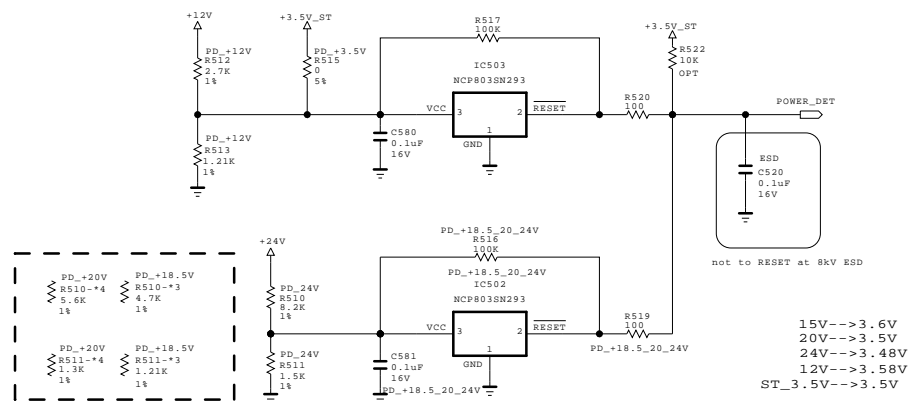 +12V
+3.5V_ST
R517
100K
+3.5V_ST
PD_+12V
R512
2.7K
1%
PD_+3.5V
R515
0
5%
R522
10K
OPT
IC503
NCP803SN293
VCC
3
2
RESET
R520
100
POWER_DET
1
GND
C580
0.1uF
16V
PD_+12V
R513
1.21K
1%
ESD
C520
0.1uF
16V
not to RESET at 8kV ESD
+24V
PD_+18.5_20_24V
R516
100K
PD_+18.5_20_24V
IC502
NCP803SN293
PD_+20V
R510-*4
5.6K
1%
PD_+18.5V
R510-*3
4.7K
1%
PD_24V
R510
8.2K
1%
VCC
3
2
RESET
R519
100
PD_+18.5_20_24V
1
GND
PD_+20V
R511-*4
1.3K
1%
PD_+18.5V
R511-*3
1.21K
1%
PD_24V
R511
1.5K
1%
C581
0.1uF
16V
PD_+18.5_20_24V
15V-->3.6V
20V-->3.5V
24V-->3.48V
12V-->3.58V
ST_3.5V-->3.5V